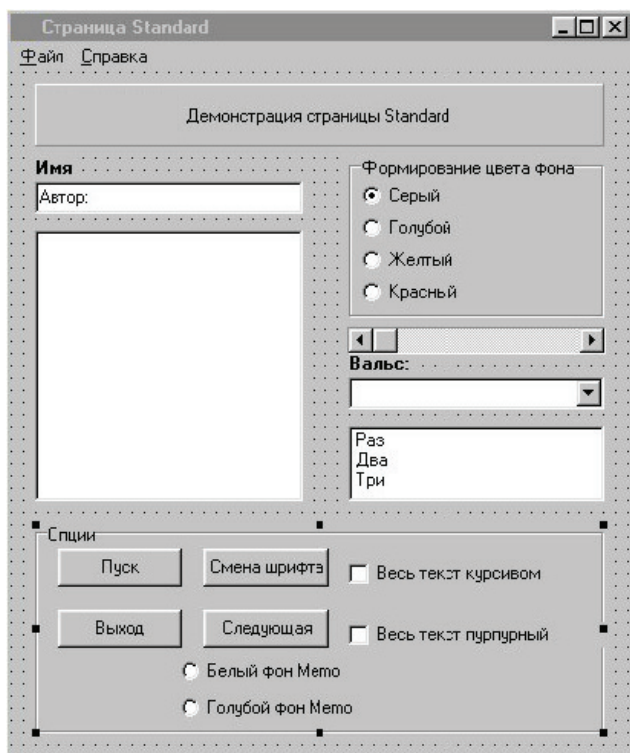 Страница Standard
Файл Справка
Демонстрация страницы Standard
Имя
Автор:
Формирование цвета фона
Серый
Голубой
Желтый
Красный
Вальс:
Раз
Два
Три
Спции
Пуск
Смена шрифта
Весь текст курсивом
Выход
Следующая
Весь текст пурпурный
Белый фон Memo
Голубой фон Memo